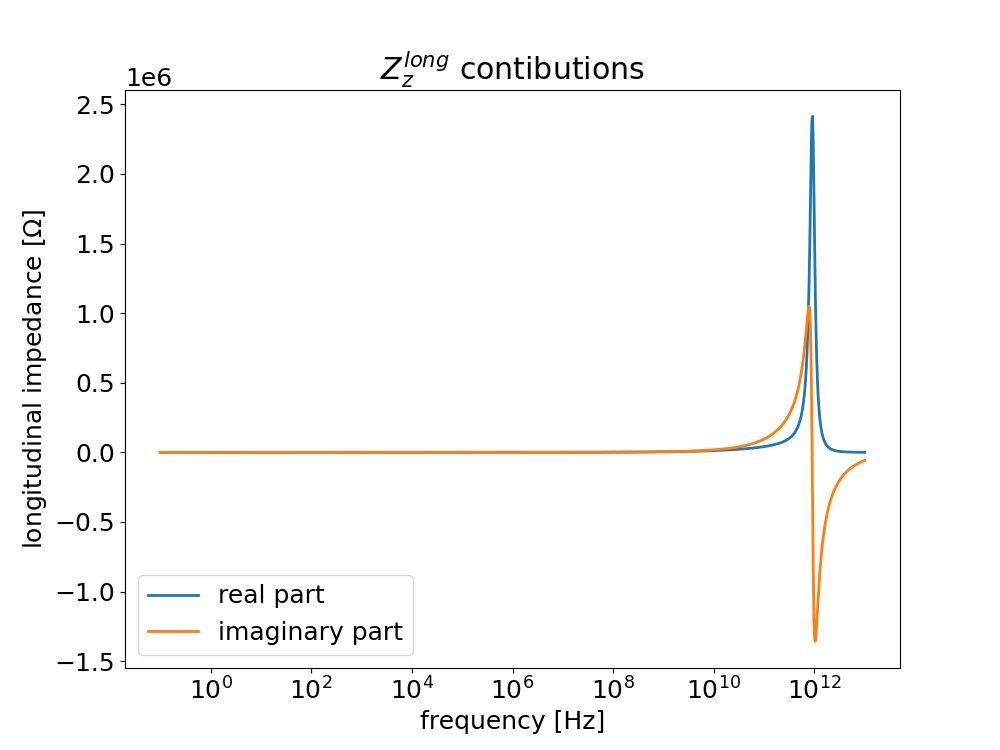 $Z_z^{long}$ contibutions
1e6
2.5
2.0
1.5
1.0
0.5
0.0
−0.5
−1.0
−1.5
longitudinal impedance [Ω]
real part
imaginary part
10^0 10^2 10^4 10^6 10^8 10^10 10^12
frequency [Hz]